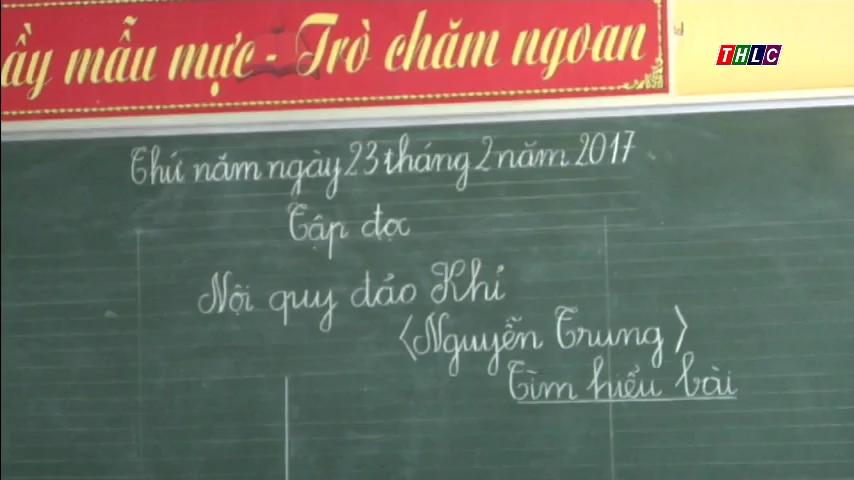 ầy mẫu mực - Trò chăm ngoan
THLC
Thứ năm ngày 23 tháng 2 năm 2017
Tập đọc
Nội quy đảo Khỉ
<Nguyễn Trung>
Tìm hiểu bài